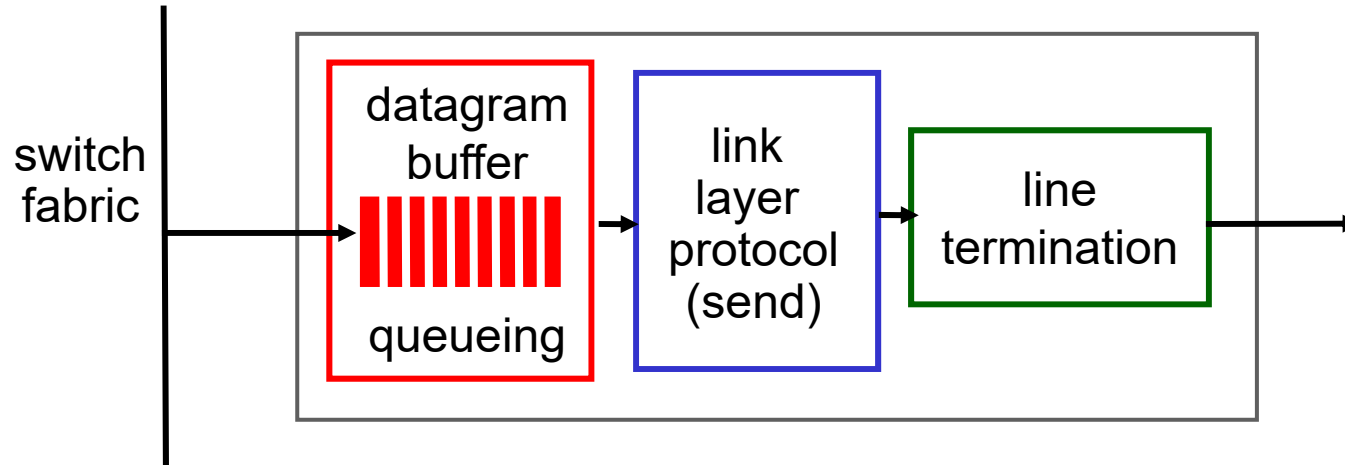 switch
fabric
datagram
buffer
queueing
link
layer
protocol
(send)
line
termination